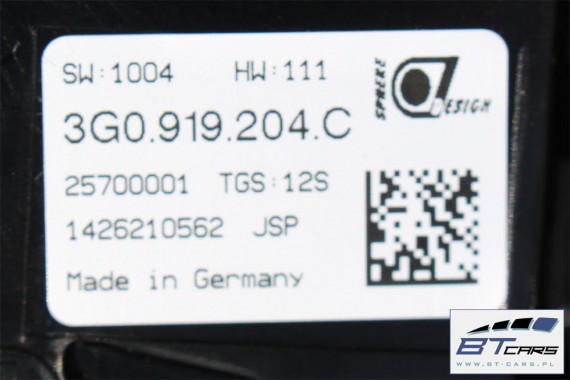 SW:1004 HW:111
3G0.919.204.C
25700001 TGS:12S
1426210562 JSP
Made in Germany
DESIGN
BTCARS
WWW.BT-CARS.PL